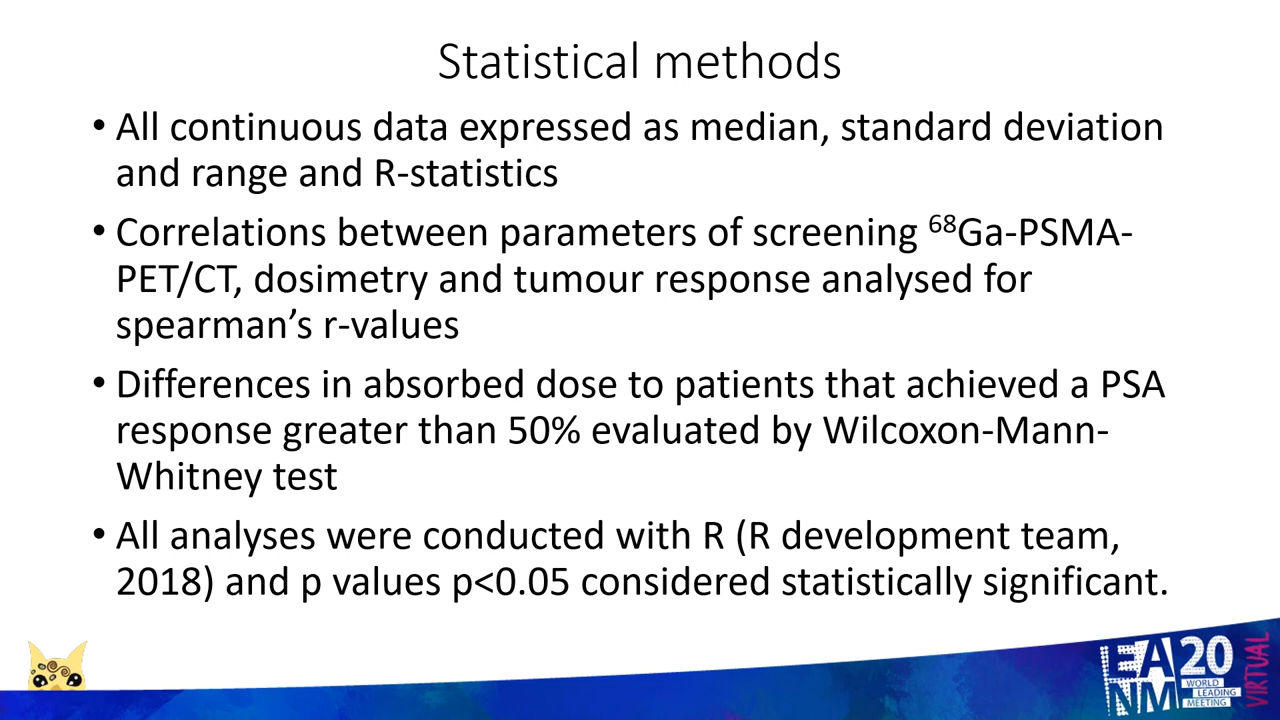 Statistical methods
• All continuous data expressed as median, standard deviation
and range and R-statistics
• Correlations between parameters of screening ⁶⁸Ga-PSMA-
PET/CT, dosimetry and tumour response analysed for
spearman’s r-values
• Differences in absorbed dose to patients that achieved a PSA
response greater than 50% evaluated by Wilcoxon-Mann-
Whitney test
• All analyses were conducted with R (R development team,
2018) and p values p<0.05 considered statistically significant.
EA
NM
20
WORLD
LEADING
MEETING
VIRTUAL